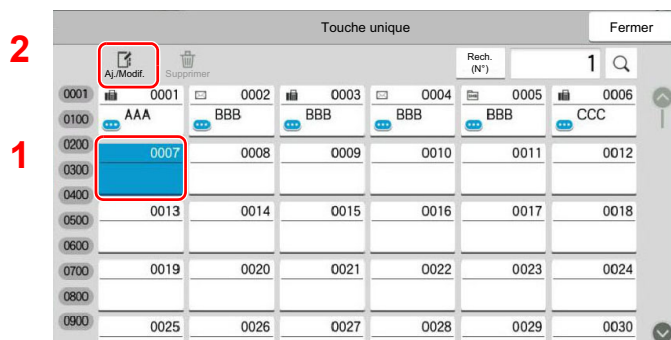 Touche unique
Fermer
2
Aj./Modif.
Supprimer
Rech.
(N°)
1
0001
0100
0200
0300
0400
0500
0600
0700
0800
0900
0001 0002 0003 0004 0005 0006
AAA BBB BBB BBB BBB CCC
1
0007 0008 0009 0010 0011 0012
0013 0014 0015 0016 0017 0018
0019 0020 0021 0022 0023 0024
0025 0026 0027 0028 0029 0030